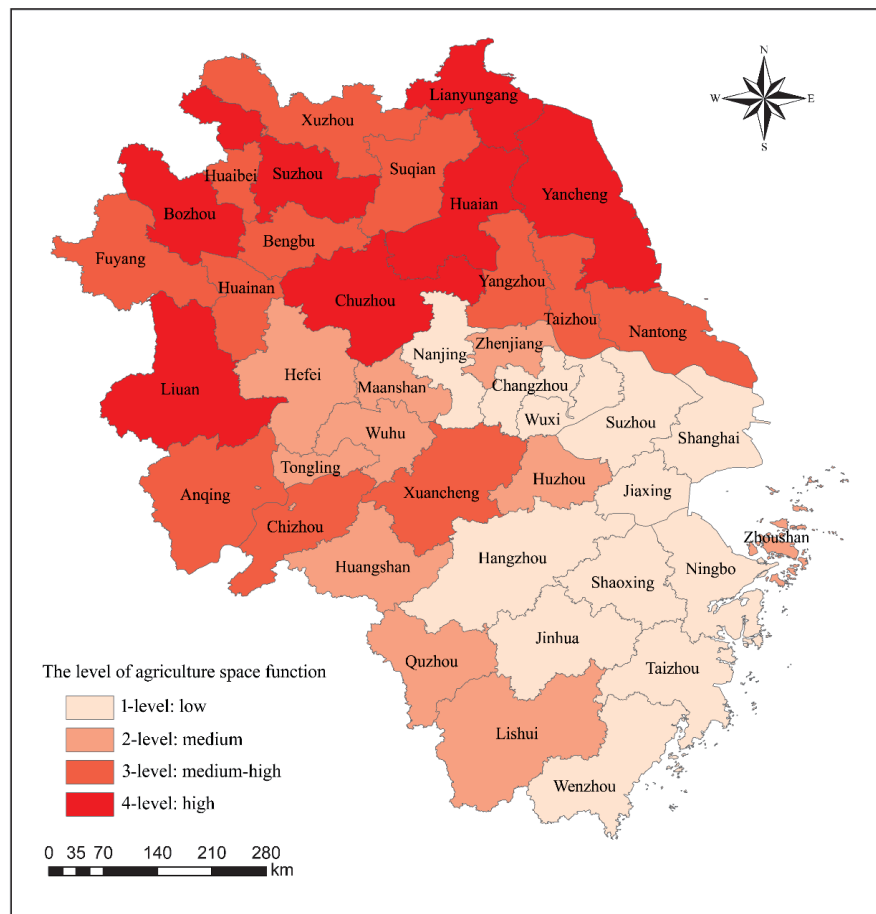 N
W E
S
Lianyungang
Xuzhou
Suqian
Huaibei
Suzhou
Yancheng
Huaian
Bozhou
Bengbu
Fuyang
Huainan
Yangzhou
Chuzhou
Taizhou
Nantong
Zhenjiang
Nanjing
Hefei
Changzhou
Maanshan
Liuan
Wuxi
Suzhou
Wuhu
Shanghai
Tongling
Huzhou
Anqing
Xuancheng
Jiaxing
Chizhou
Zhoushan
Hangzhou
Huangshan
Ningbo
Shaoxing
Jinhua
Quzhou
Taizhou
Lishui
Wenzhou
The level of agriculture space function
1-level: low
2-level: medium
3-level: medium-high
4-level: high
0 35 70 140 210 280
km